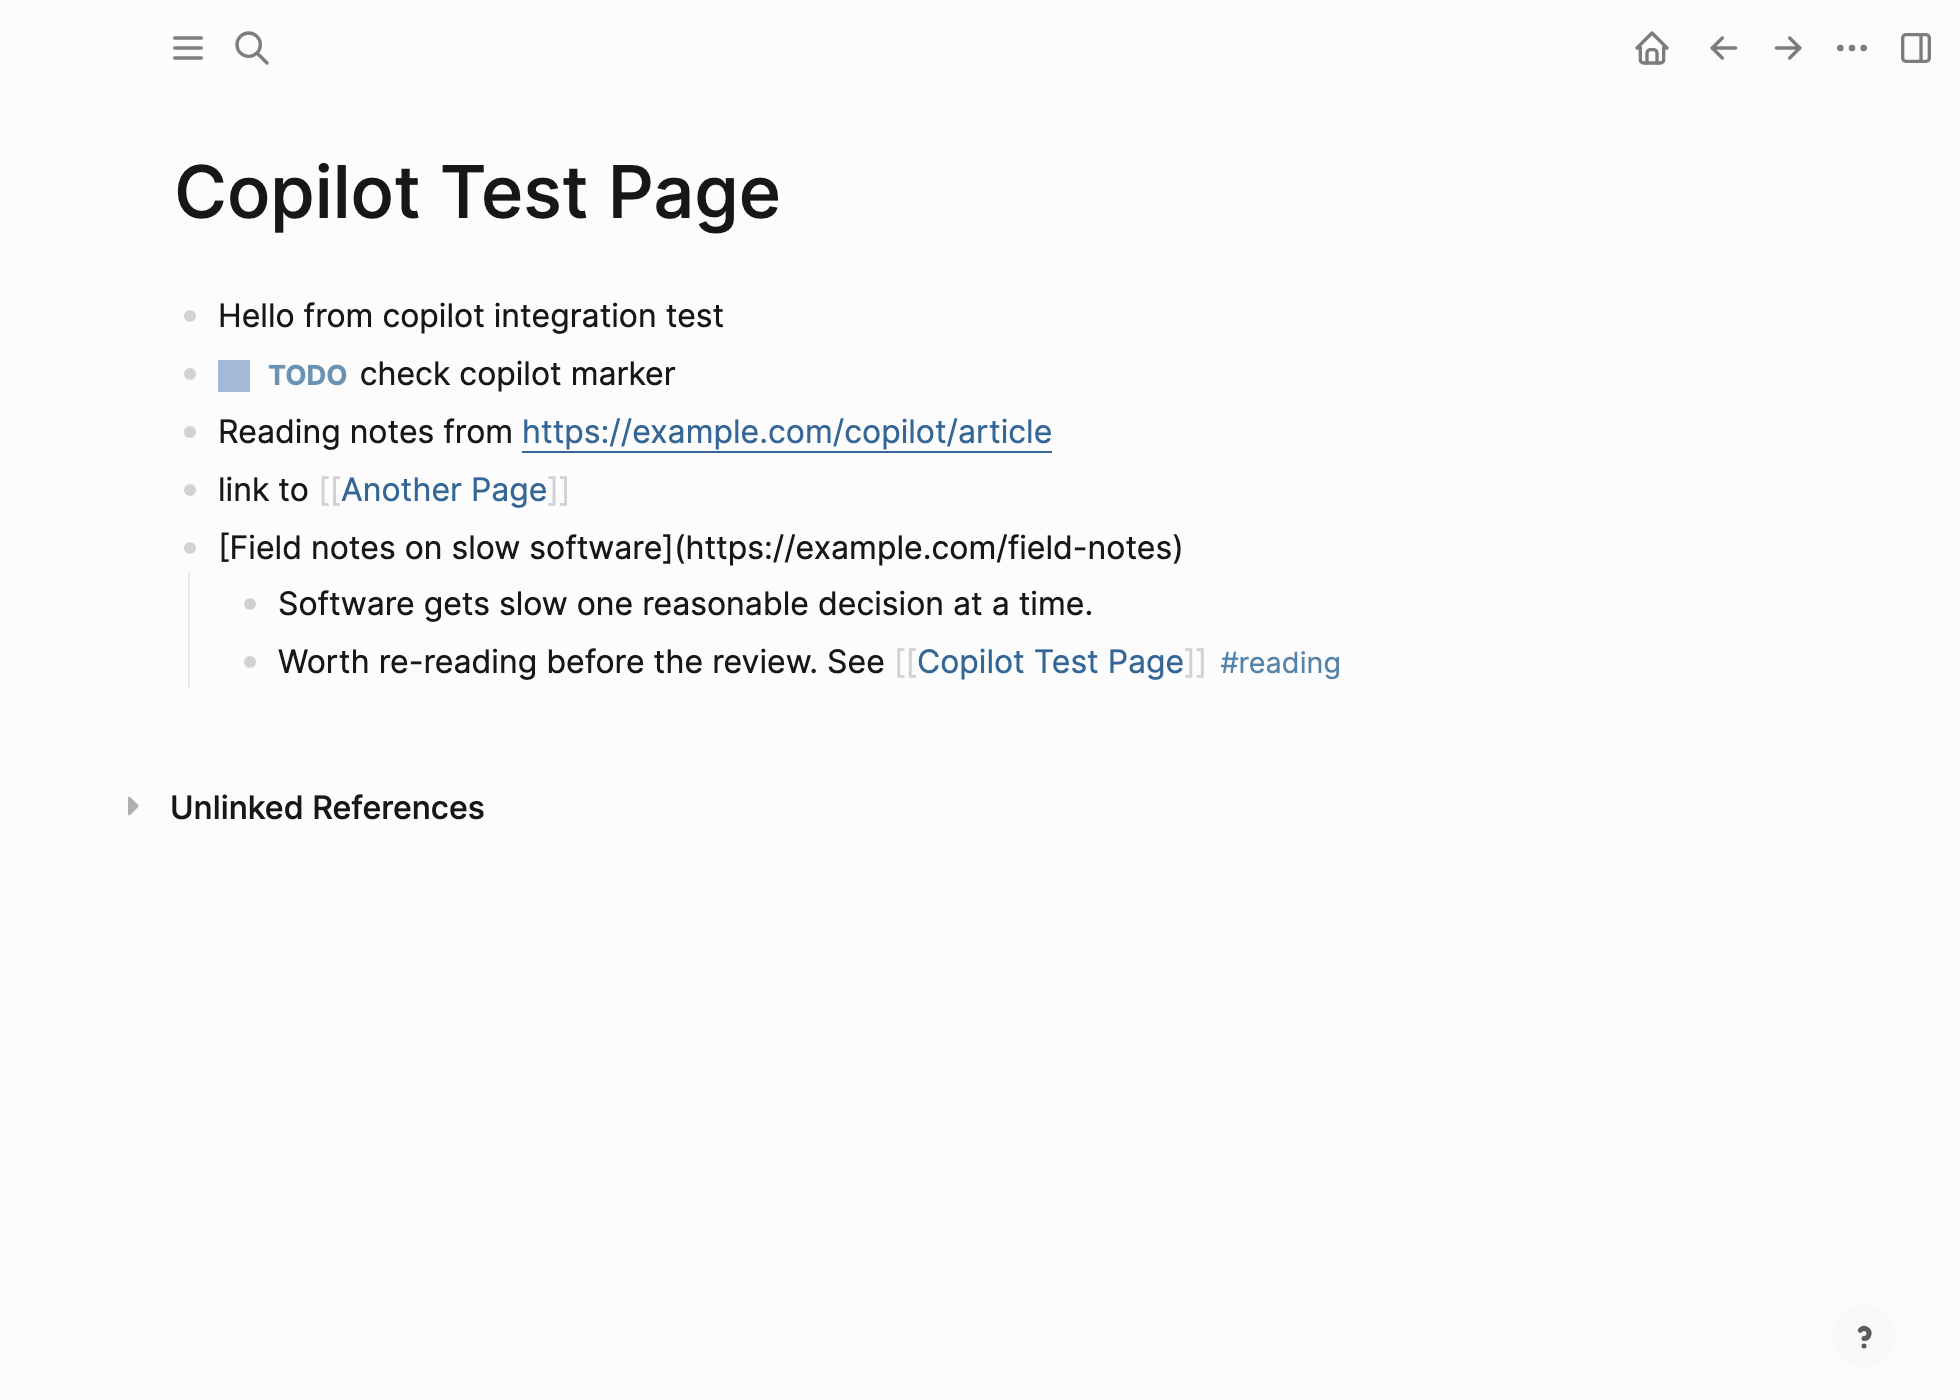 Copilot Test Page
Hello from copilot integration test
TODO check copilot marker
Reading notes from https://example.com/copilot/article
link to [[Another Page]]
[Field notes on slow software](https://example.com/field-notes)
Software gets slow one reasonable decision at a time.
Worth re-reading before the review. See [[Copilot Test Page]] #reading
Unlinked References
?